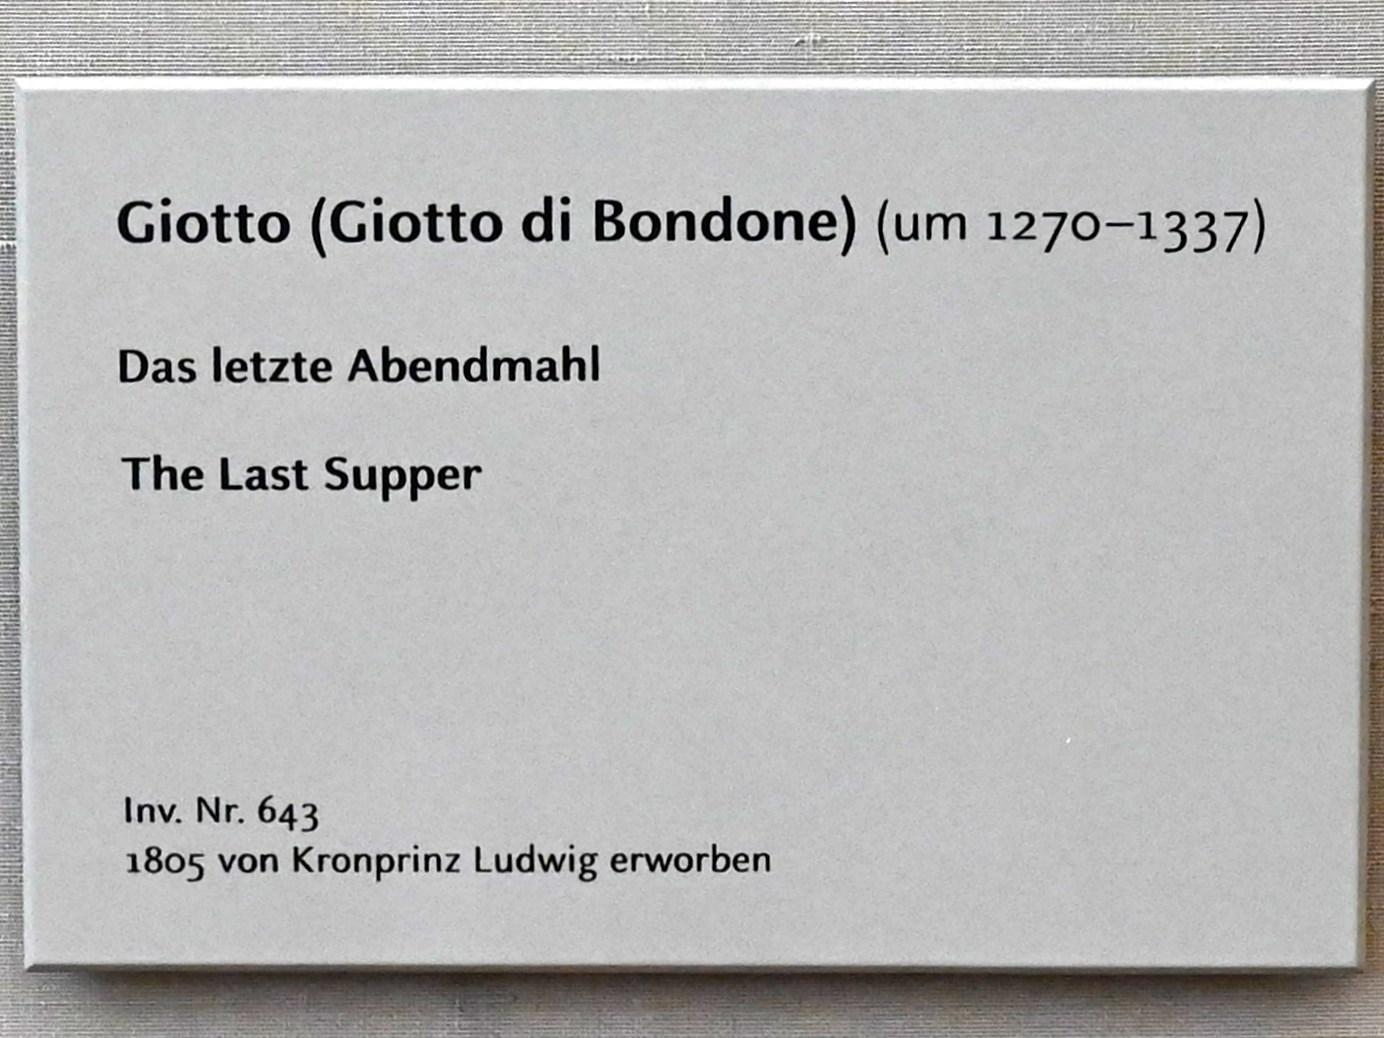 Giotto (Giotto di Bondone) (um 1270–1337)
Das letzte Abendmahl
The Last Supper
Inv. Nr. 643
1805 von Kronprinz Ludwig erworben